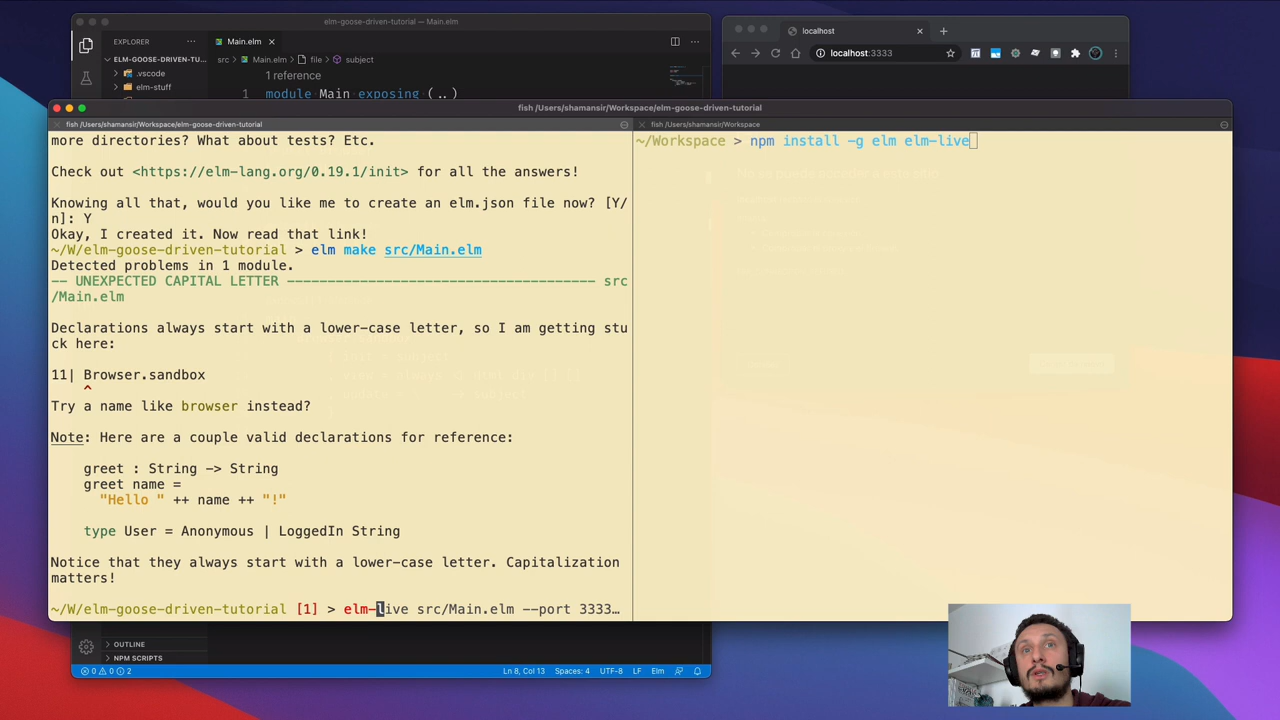 elm-goose-driven-tutorial — Main.elm
EXPLORER
Main.elm
ELM-GOOSE-DRIVEN-TU...
src > Main.elm > file > subject
.vscode
1 reference
elm-stuff
1 module Main exposing (..)
localhost
localhost:3333
fish /Users/shamansir/Workspace/elm-goose-driven-tutorial
fish /Users/shamansir/Workspace/elm-goose-driven-tutorial
fish /Users/shamansir/Workspace
more directories? What about tests? Etc.
Check out <https://elm-lang.org/0.19.1/init> for all the answers!
Knowing all that, would you like me to create an elm.json file now? [Y/
n]: Y
Okay, I created it. Now read that link!
~/W/elm-goose-driven-tutorial > elm make src/Main.elm
Detected problems in 1 module.
-- UNEXPECTED CAPITAL LETTER -------------------------------------- src
/Main.elm
Declarations always start with a lower-case letter, so I am getting stu
ck here:
11| Browser.sandbox
^
Try a name like browser instead?
Note: Here are a couple valid declarations for reference:
greet : String -> String
greet name =
"Hello " ++ name ++ "!"
type User = Anonymous | LoggedIn String
Notice that they always start with a lower-case letter. Capitalization
matters!
~/W/elm-goose-driven-tutorial [1] > elm-live src/Main.elm --port 3333…
~/Workspace > npm install -g elm elm-live
OUTLINE
NPM SCRIPTS
0 0 2
Ln 8, Col 13 Spaces: 4 UTF-8 LF Elm